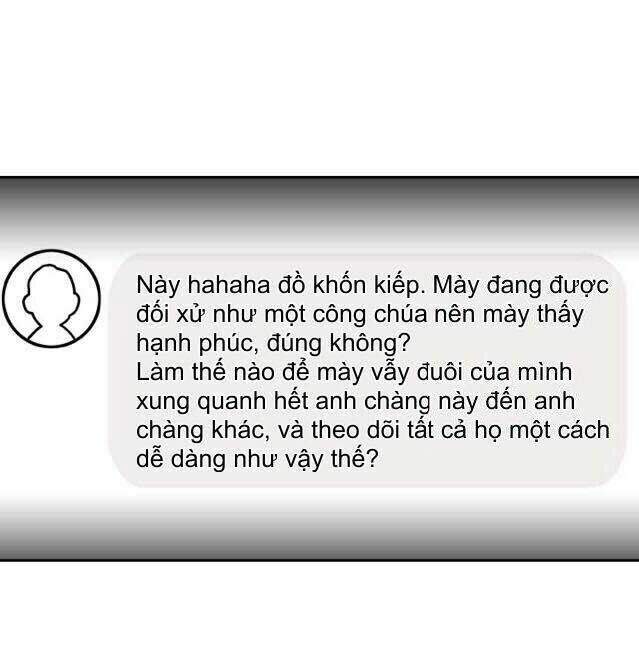 Này hahaha đồ khốn kiếp. Mày đang được
đối xử như một công chúa nên mày thấy
hạnh phúc, đúng không?
Làm thế nào để mày vẫy đuôi của mình
xung quanh hết anh chàng này đến anh
chàng khác, và theo dõi tất cả họ một cách
dễ dàng như vậy thế?